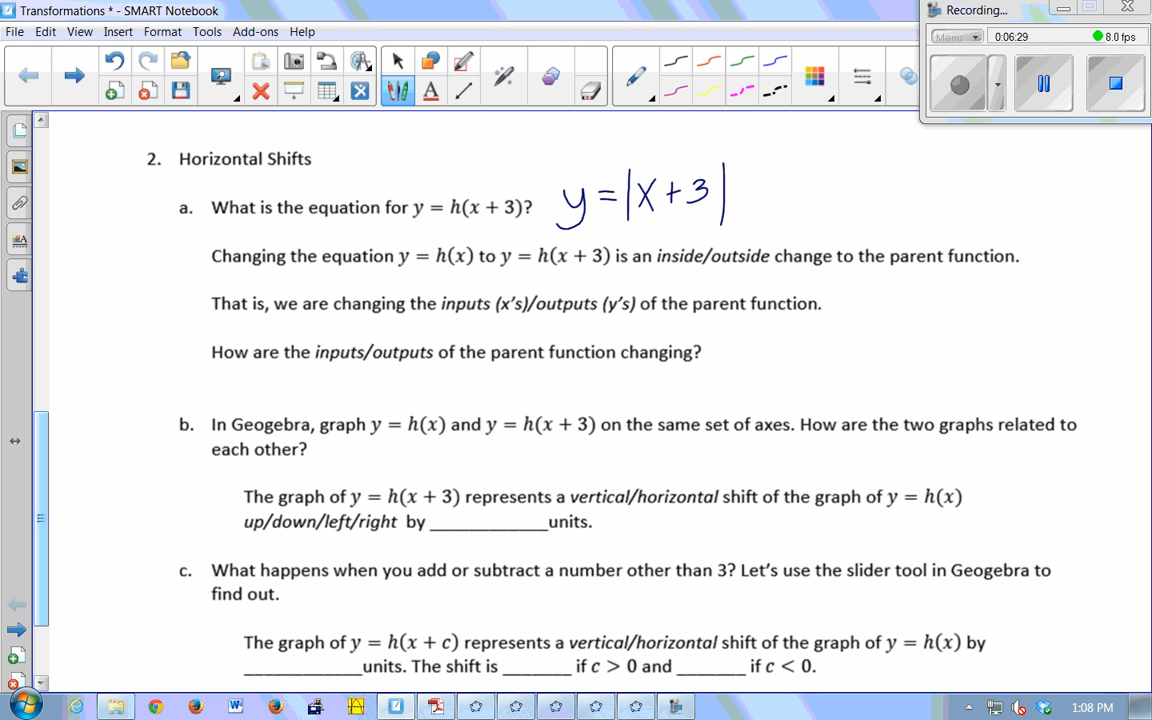 Transformations * - SMART Notebook
Recording...
File Edit View Insert Format Tools Add-ons Help
Menu
0:06:29
8.0 fps
2. Horizontal Shifts
a. What is the equation for y = h(x + 3)? y = |x + 3|
Changing the equation y = h(x) to y = h(x + 3) is an inside/outside change to the parent function.
That is, we are changing the inputs (x's)/outputs (y's) of the parent function.
How are the inputs/outputs of the parent function changing?
b. In Geogebra, graph y = h(x) and y = h(x + 3) on the same set of axes. How are the two graphs related to
each other?
The graph of y = h(x + 3) represents a vertical/horizontal shift of the graph of y = h(x)
up/down/left/right by _____________units.
c. What happens when you add or subtract a number other than 3? Let's use the slider tool in Geogebra to
find out.
The graph of y = h(x + c) represents a vertical/horizontal shift of the graph of y = h(x) by
_____________units. The shift is ________ if c > 0 and ________ if c < 0.
1:08 PM